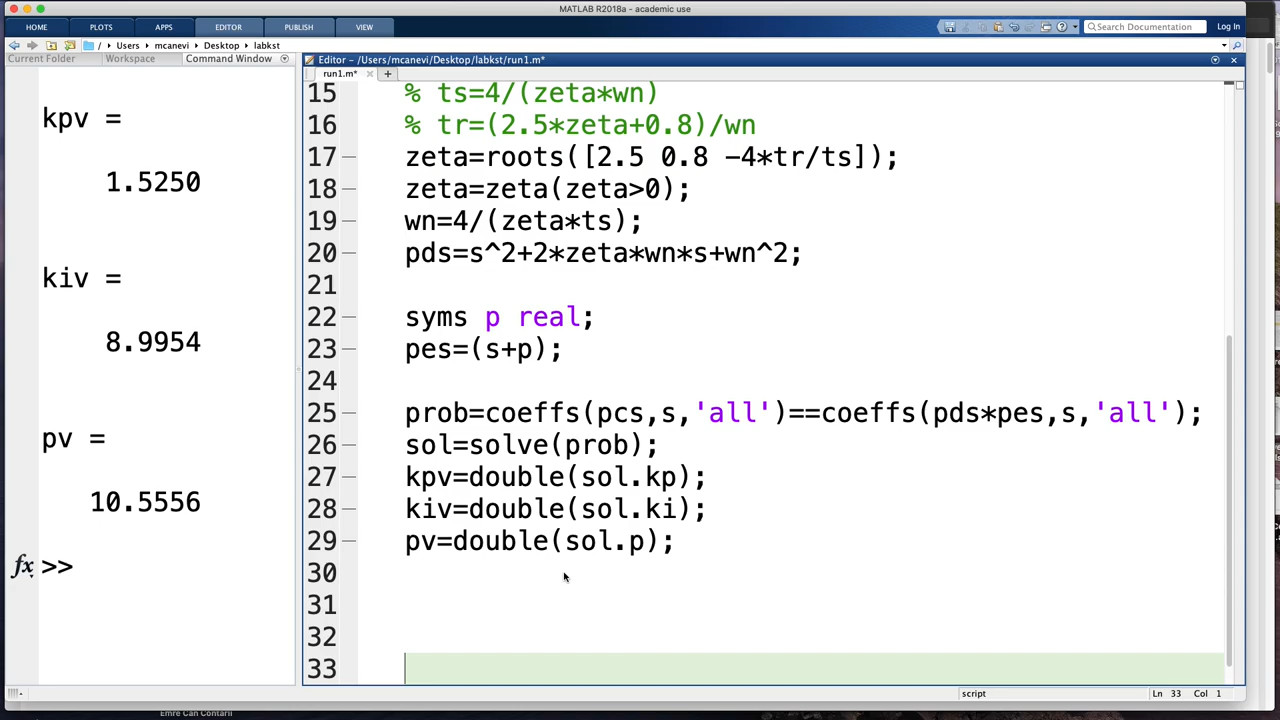 MATLAB R2018a - academic use
HOME PLOTS APPS EDITOR PUBLISH VIEW
Search Documentation Log In
/ Users mcanevi Desktop labkst
Current Folder Workspace Command Window
kpv =
1.5250
kiv =
8.9954
pv =
10.5556
fx >>
Editor - /Users/mcanevi/Desktop/labkst/run1.m*
run1.m* × +
15 % ts=4/(zeta*wn)
16 % tr=(2.5*zeta+0.8)/wn
17 – zeta=roots([2.5 0.8 -4*tr/ts]);
18 – zeta=zeta(zeta>0);
19 – wn=4/(zeta*ts);
20 – pds=s^2+2*zeta*wn*s+wn^2;
21
22 – syms p real;
23 – pes=(s+p);
24
25 – prob=coeffs(pcs,s,'all')==coeffs(pds*pes,s,'all');
26 – sol=solve(prob);
27 – kpv=double(sol.kp);
28 – kiv=double(sol.ki);
29 – pv=double(sol.p);
30
31
32
33
script Ln 33 Col 1
Emre Can Contarli